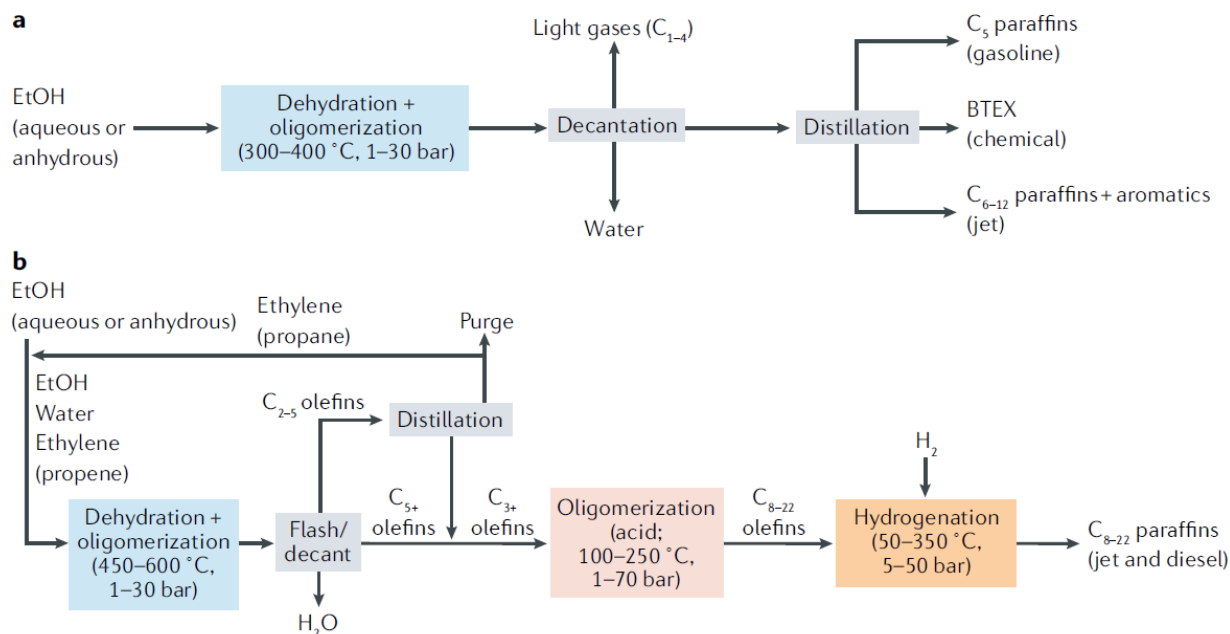 a
EtOH
(aqueous or
anhydrous)
Dehydration +
oligomerization
(300–400 °C, 1–30 bar)
Light gases (C₁₋₄)
Decantation
Water
Distillation
C₅ paraffins
(gasoline)
BTEX
(chemical)
C₆₋₁₂ paraffins + aromatics
(jet)
b
EtOH
(aqueous or anhydrous)
Ethylene
(propane)
Purge
EtOH
Water
Ethylene
(propene)
C₂₋₅ olefins
Distillation
Dehydration +
oligomerization
(450–600 °C,
1–30 bar)
Flash/
decant
H₂O
C₅₊
olefins
C₃₊
olefins
Oligomerization
(acid;
100–250 °C,
1–70 bar)
C₈₋₂₂
olefins
H₂
Hydrogenation
(50–350 °C,
5–50 bar)
C₈₋₂₂ paraffins
(jet and diesel)